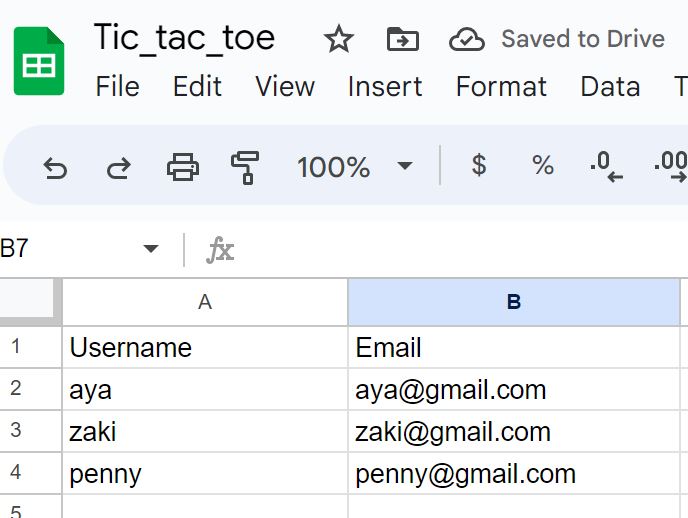 Tic_tac_toe Saved to Drive
File Edit View Insert Format Data T
100% $ % .0 .00
B7 fx
A B
1 Username Email
2 aya aya@gmail.com
3 zaki zaki@gmail.com
4 penny penny@gmail.com
5